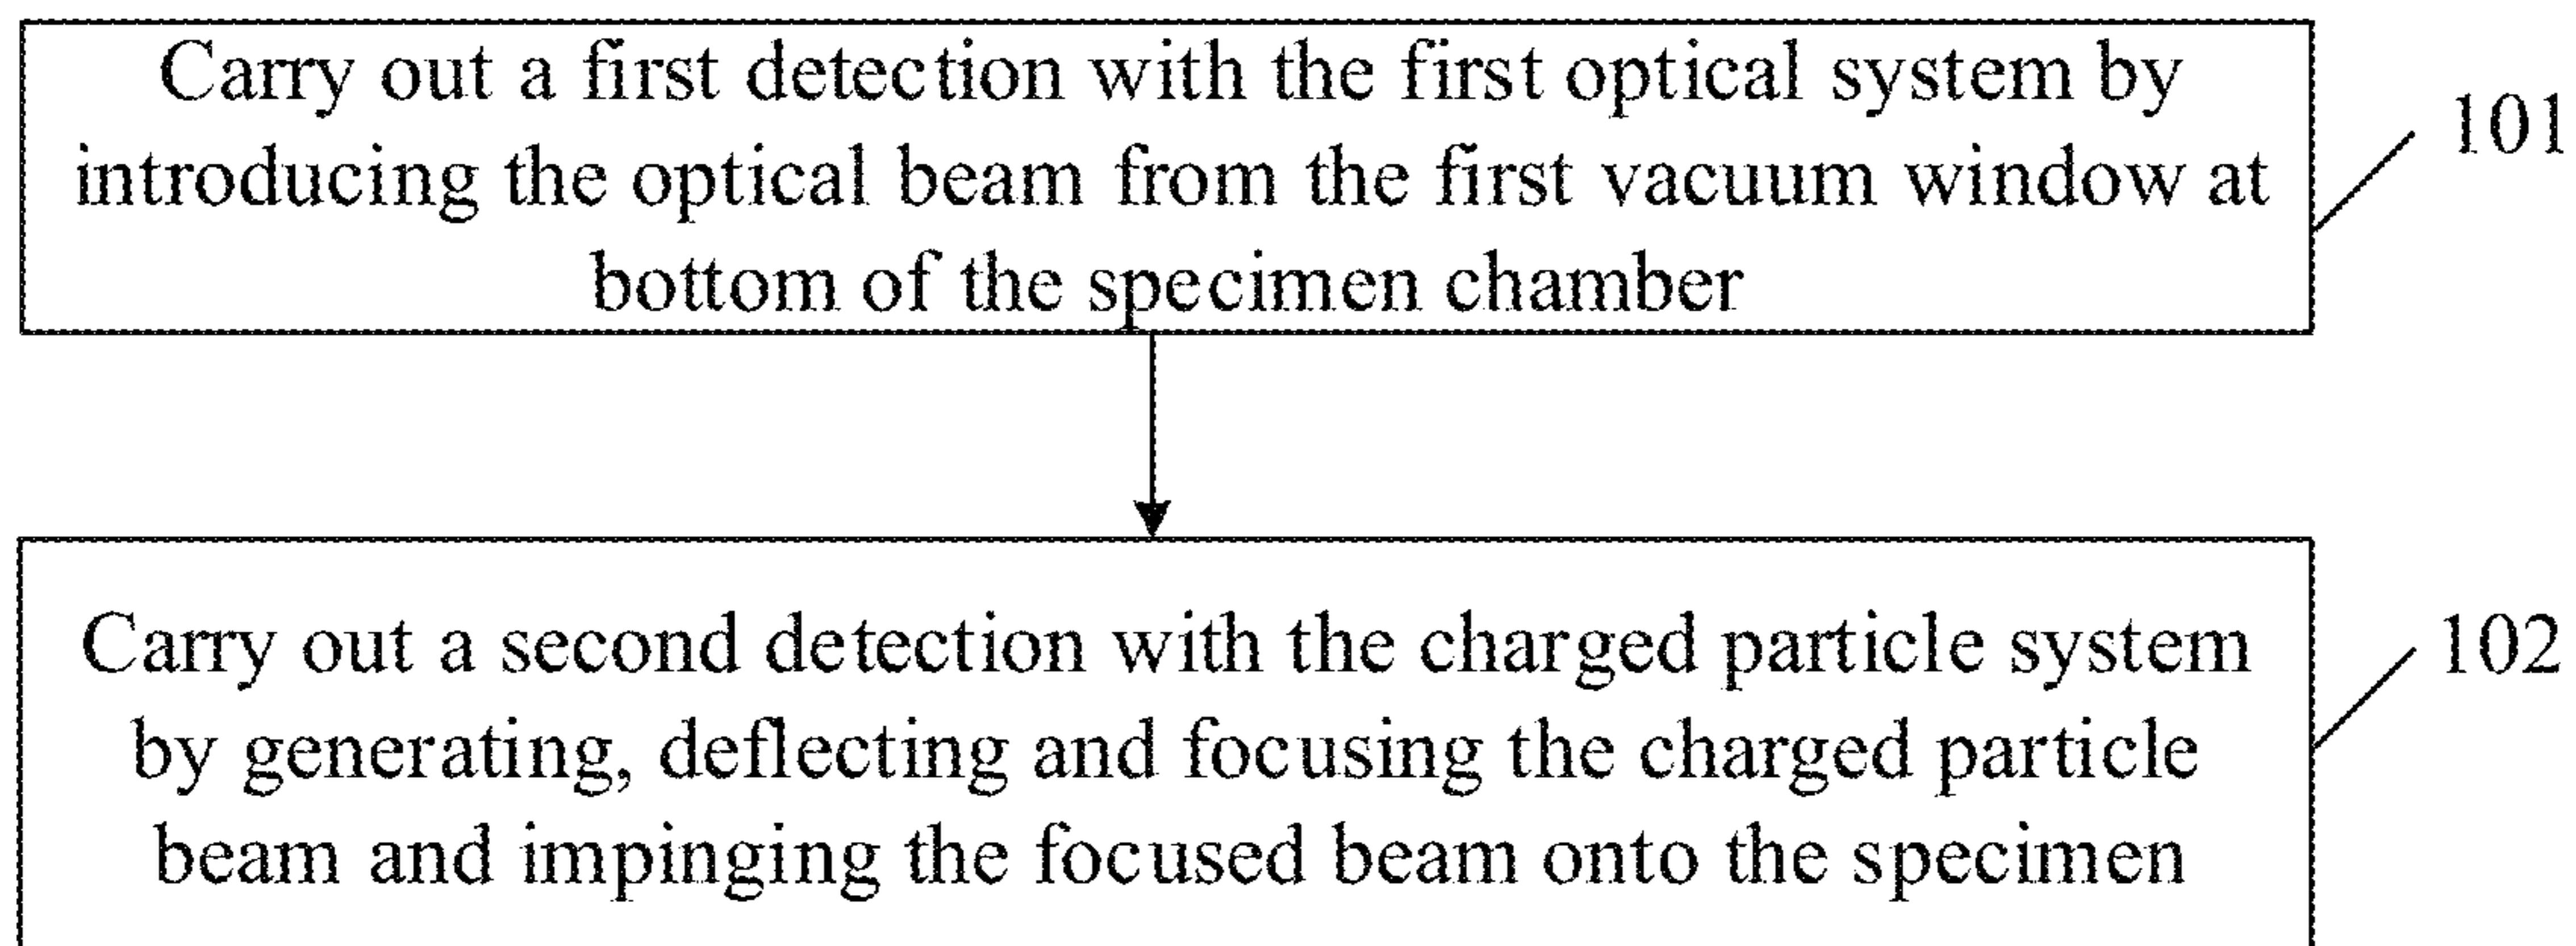 Carry out a first detection with the first optical system by
introducing the optical beam from the first vacuum window at
bottom of the specimen chamber
101
Carry out a second detection with the charged particle system
by generating, deflecting and focusing the charged particle
beam and impinging the focused beam onto the specimen
102